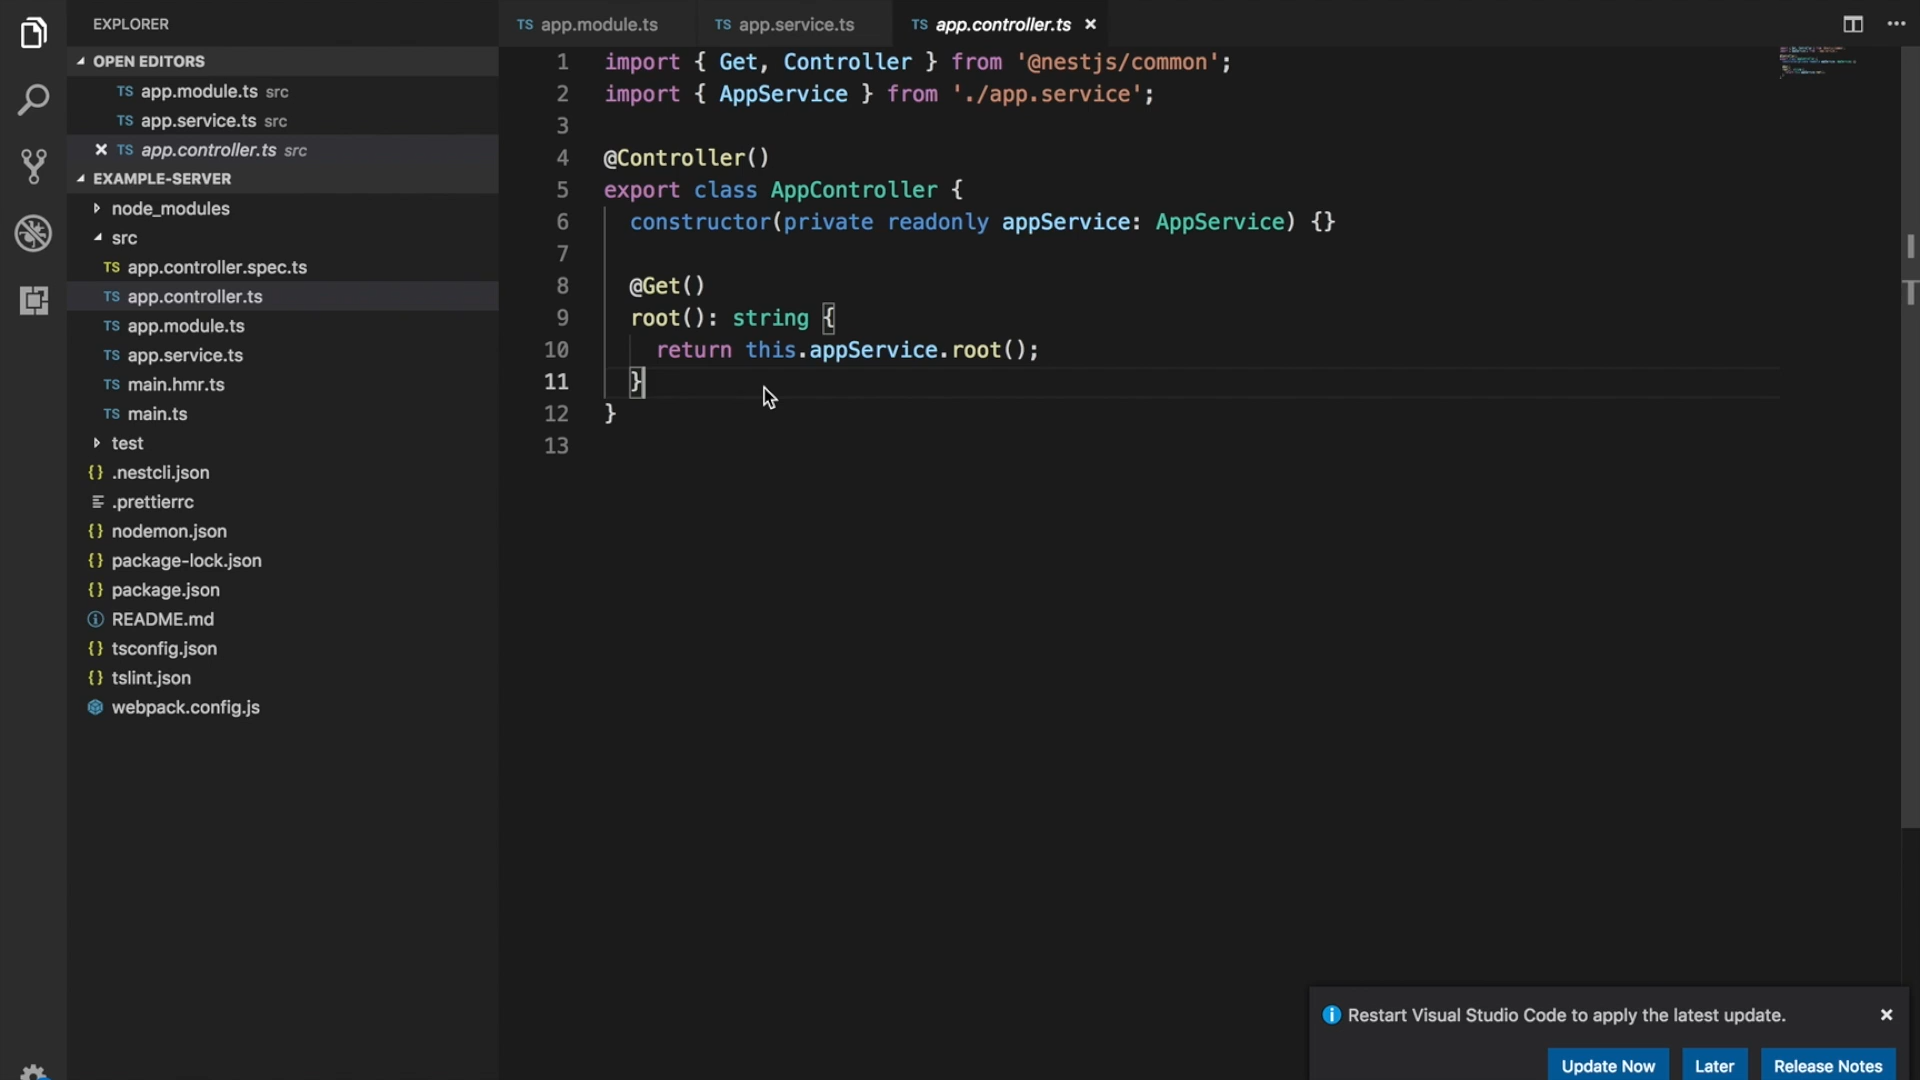 EXPLORER
OPEN EDITORS
TS app.module.ts src
TS app.service.ts src
TS app.controller.ts src
EXAMPLE-SERVER
node_modules
src
TS app.controller.spec.ts
TS app.controller.ts
TS app.module.ts
TS app.service.ts
TS main.hmr.ts
TS main.ts
test
{} .nestcli.json
.prettierrc
{} nodemon.json
{} package-lock.json
{} package.json
README.md
{} tsconfig.json
{} tslint.json
webpack.config.js
TS app.module.ts TS app.service.ts TS app.controller.ts
1 import { Get, Controller } from '@nestjs/common';
2 import { AppService } from './app.service';
3
4 @Controller()
5 export class AppController {
6 constructor(private readonly appService: AppService) {}
7
8 @Get()
9 root(): string {
10 return this.appService.root();
11 }
12 }
13
Restart Visual Studio Code to apply the latest update.
Update Now Later Release Notes